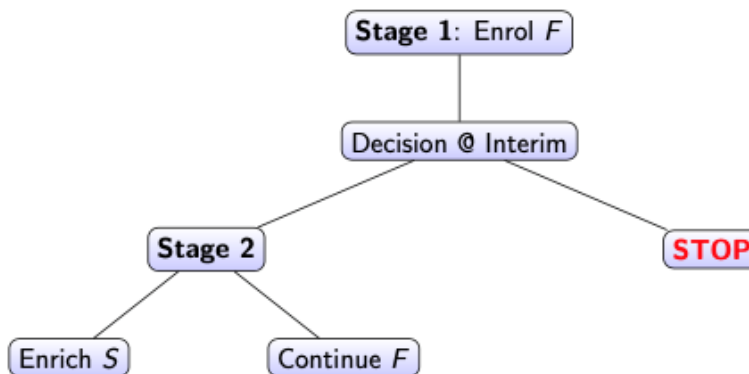 Stage 1: Enrol F
Decision @ Interim
Stage 2
STOP
Enrich S
Continue F